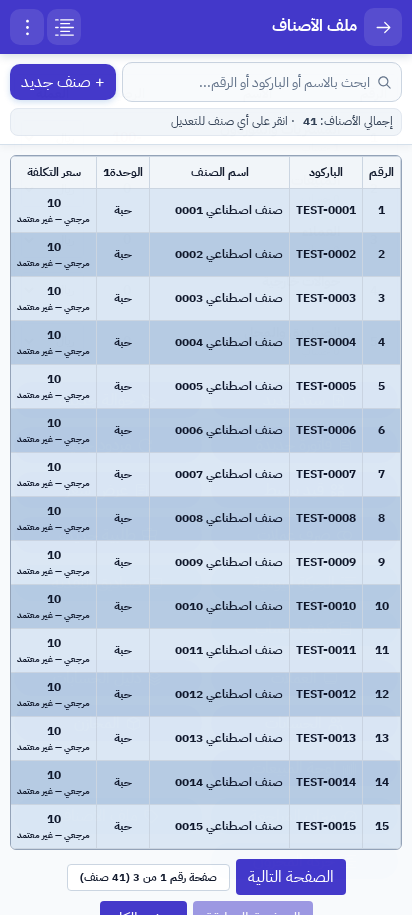 ملف الأصناف
ابحث بالاسم أو الباركود أو الرقم...
+ صنف جديد
إجمالي الأصناف: 41 · انقر على أي صنف للتعديل
الرقم الباركود اسم الصنف الوحدة1 سعر التكلفة
1 TEST-0001 صنف اصطناعي 0001 حبة 10
مرجعي — غير معتمد
2 TEST-0002 صنف اصطناعي 0002 حبة 10
مرجعي — غير معتمد
3 TEST-0003 صنف اصطناعي 0003 حبة 10
مرجعي — غير معتمد
4 TEST-0004 صنف اصطناعي 0004 حبة 10
مرجعي — غير معتمد
5 TEST-0005 صنف اصطناعي 0005 حبة 10
مرجعي — غير معتمد
6 TEST-0006 صنف اصطناعي 0006 حبة 10
مرجعي — غير معتمد
7 TEST-0007 صنف اصطناعي 0007 حبة 10
مرجعي — غير معتمد
8 TEST-0008 صنف اصطناعي 0008 حبة 10
مرجعي — غير معتمد
9 TEST-0009 صنف اصطناعي 0009 حبة 10
مرجعي — غير معتمد
10 TEST-0010 صنف اصطناعي 0010 حبة 10
مرجعي — غير معتمد
11 TEST-0011 صنف اصطناعي 0011 حبة 10
مرجعي — غير معتمد
12 TEST-0012 صنف اصطناعي 0012 حبة 10
مرجعي — غير معتمد
13 TEST-0013 صنف اصطناعي 0013 حبة 10
مرجعي — غير معتمد
14 TEST-0014 صنف اصطناعي 0014 حبة 10
مرجعي — غير معتمد
15 TEST-0015 صنف اصطناعي 0015 حبة 10
مرجعي — غير معتمد
الصفحة التالية
صفحة رقم 1 من 3 (41 صنف)